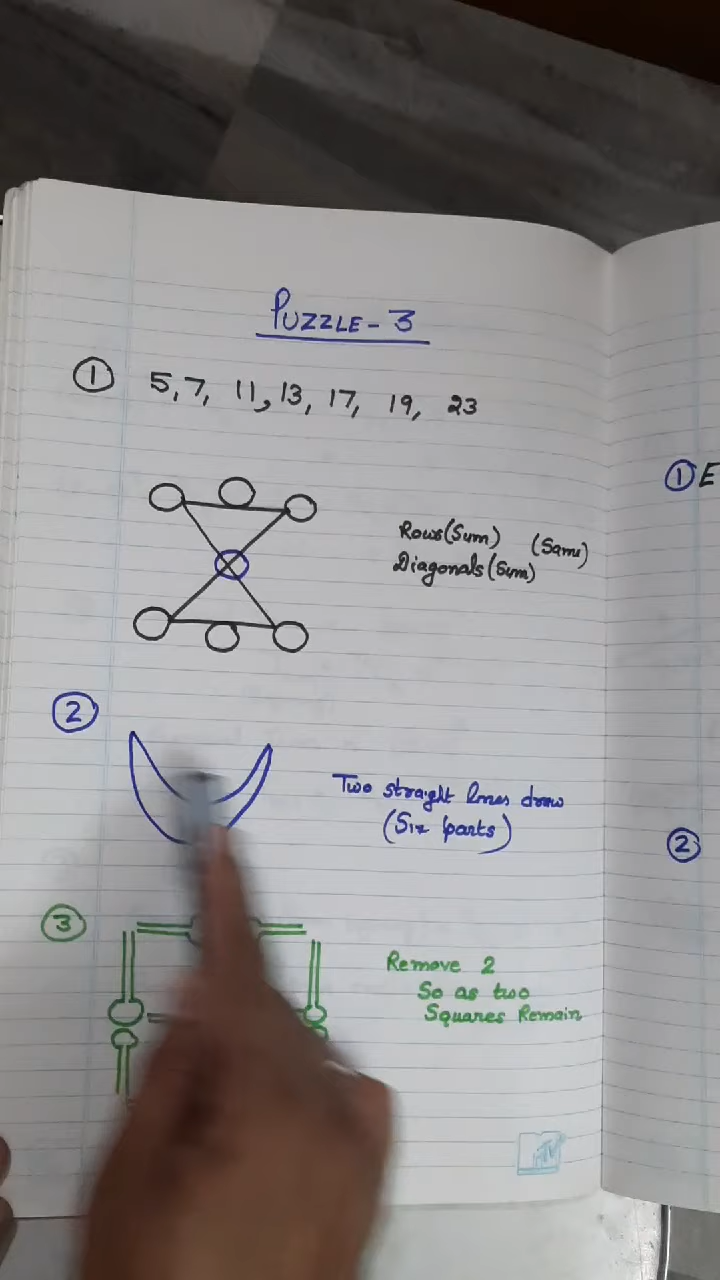 PUZZLE-3
1 5, 7, 11, 13, 17, 19, 23
Rows (Sum) (Same)
Diagonals (Sum)
2
Two straight lines draw
(Six parts)
3
Remove 2
So as two
Squares Remain
1 E
2